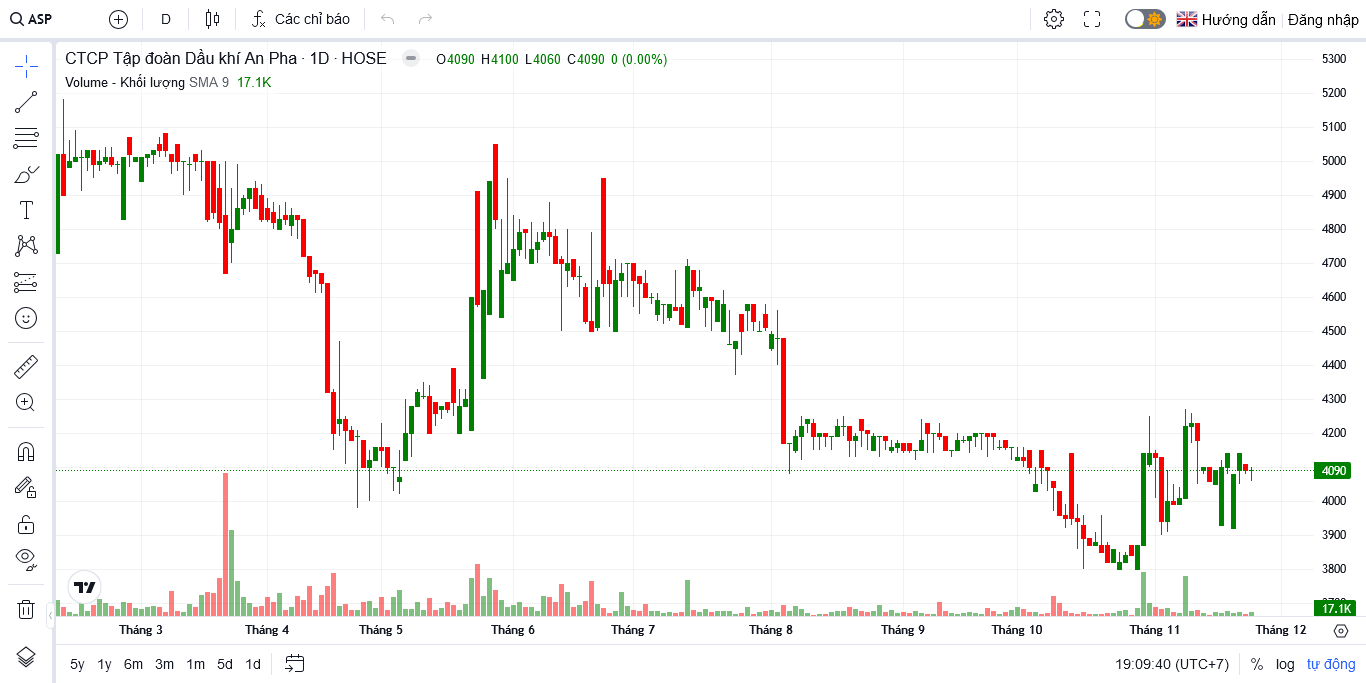 ASP D Các chỉ báo Hướng dẫn Đăng nhập
CTCP Tập đoàn Dầu khí An Pha · 1D · HOSE O4090 H4100 L4060 C4090 0 (0.00%)
Volume - Khối lượng SMA 9 17.1K
5300
5200
5100
5000
4900
4800
4700
4600
4500
4400
4300
4200
4090
4000
3900
3800
17.1K
Tháng 3 Tháng 4 Tháng 5 Tháng 6 Tháng 7 Tháng 8 Tháng 9 Tháng 10 Tháng 11 Tháng 12
5y 1y 6m 3m 1m 5d 1d 19:09:40 (UTC+7) % log tự động